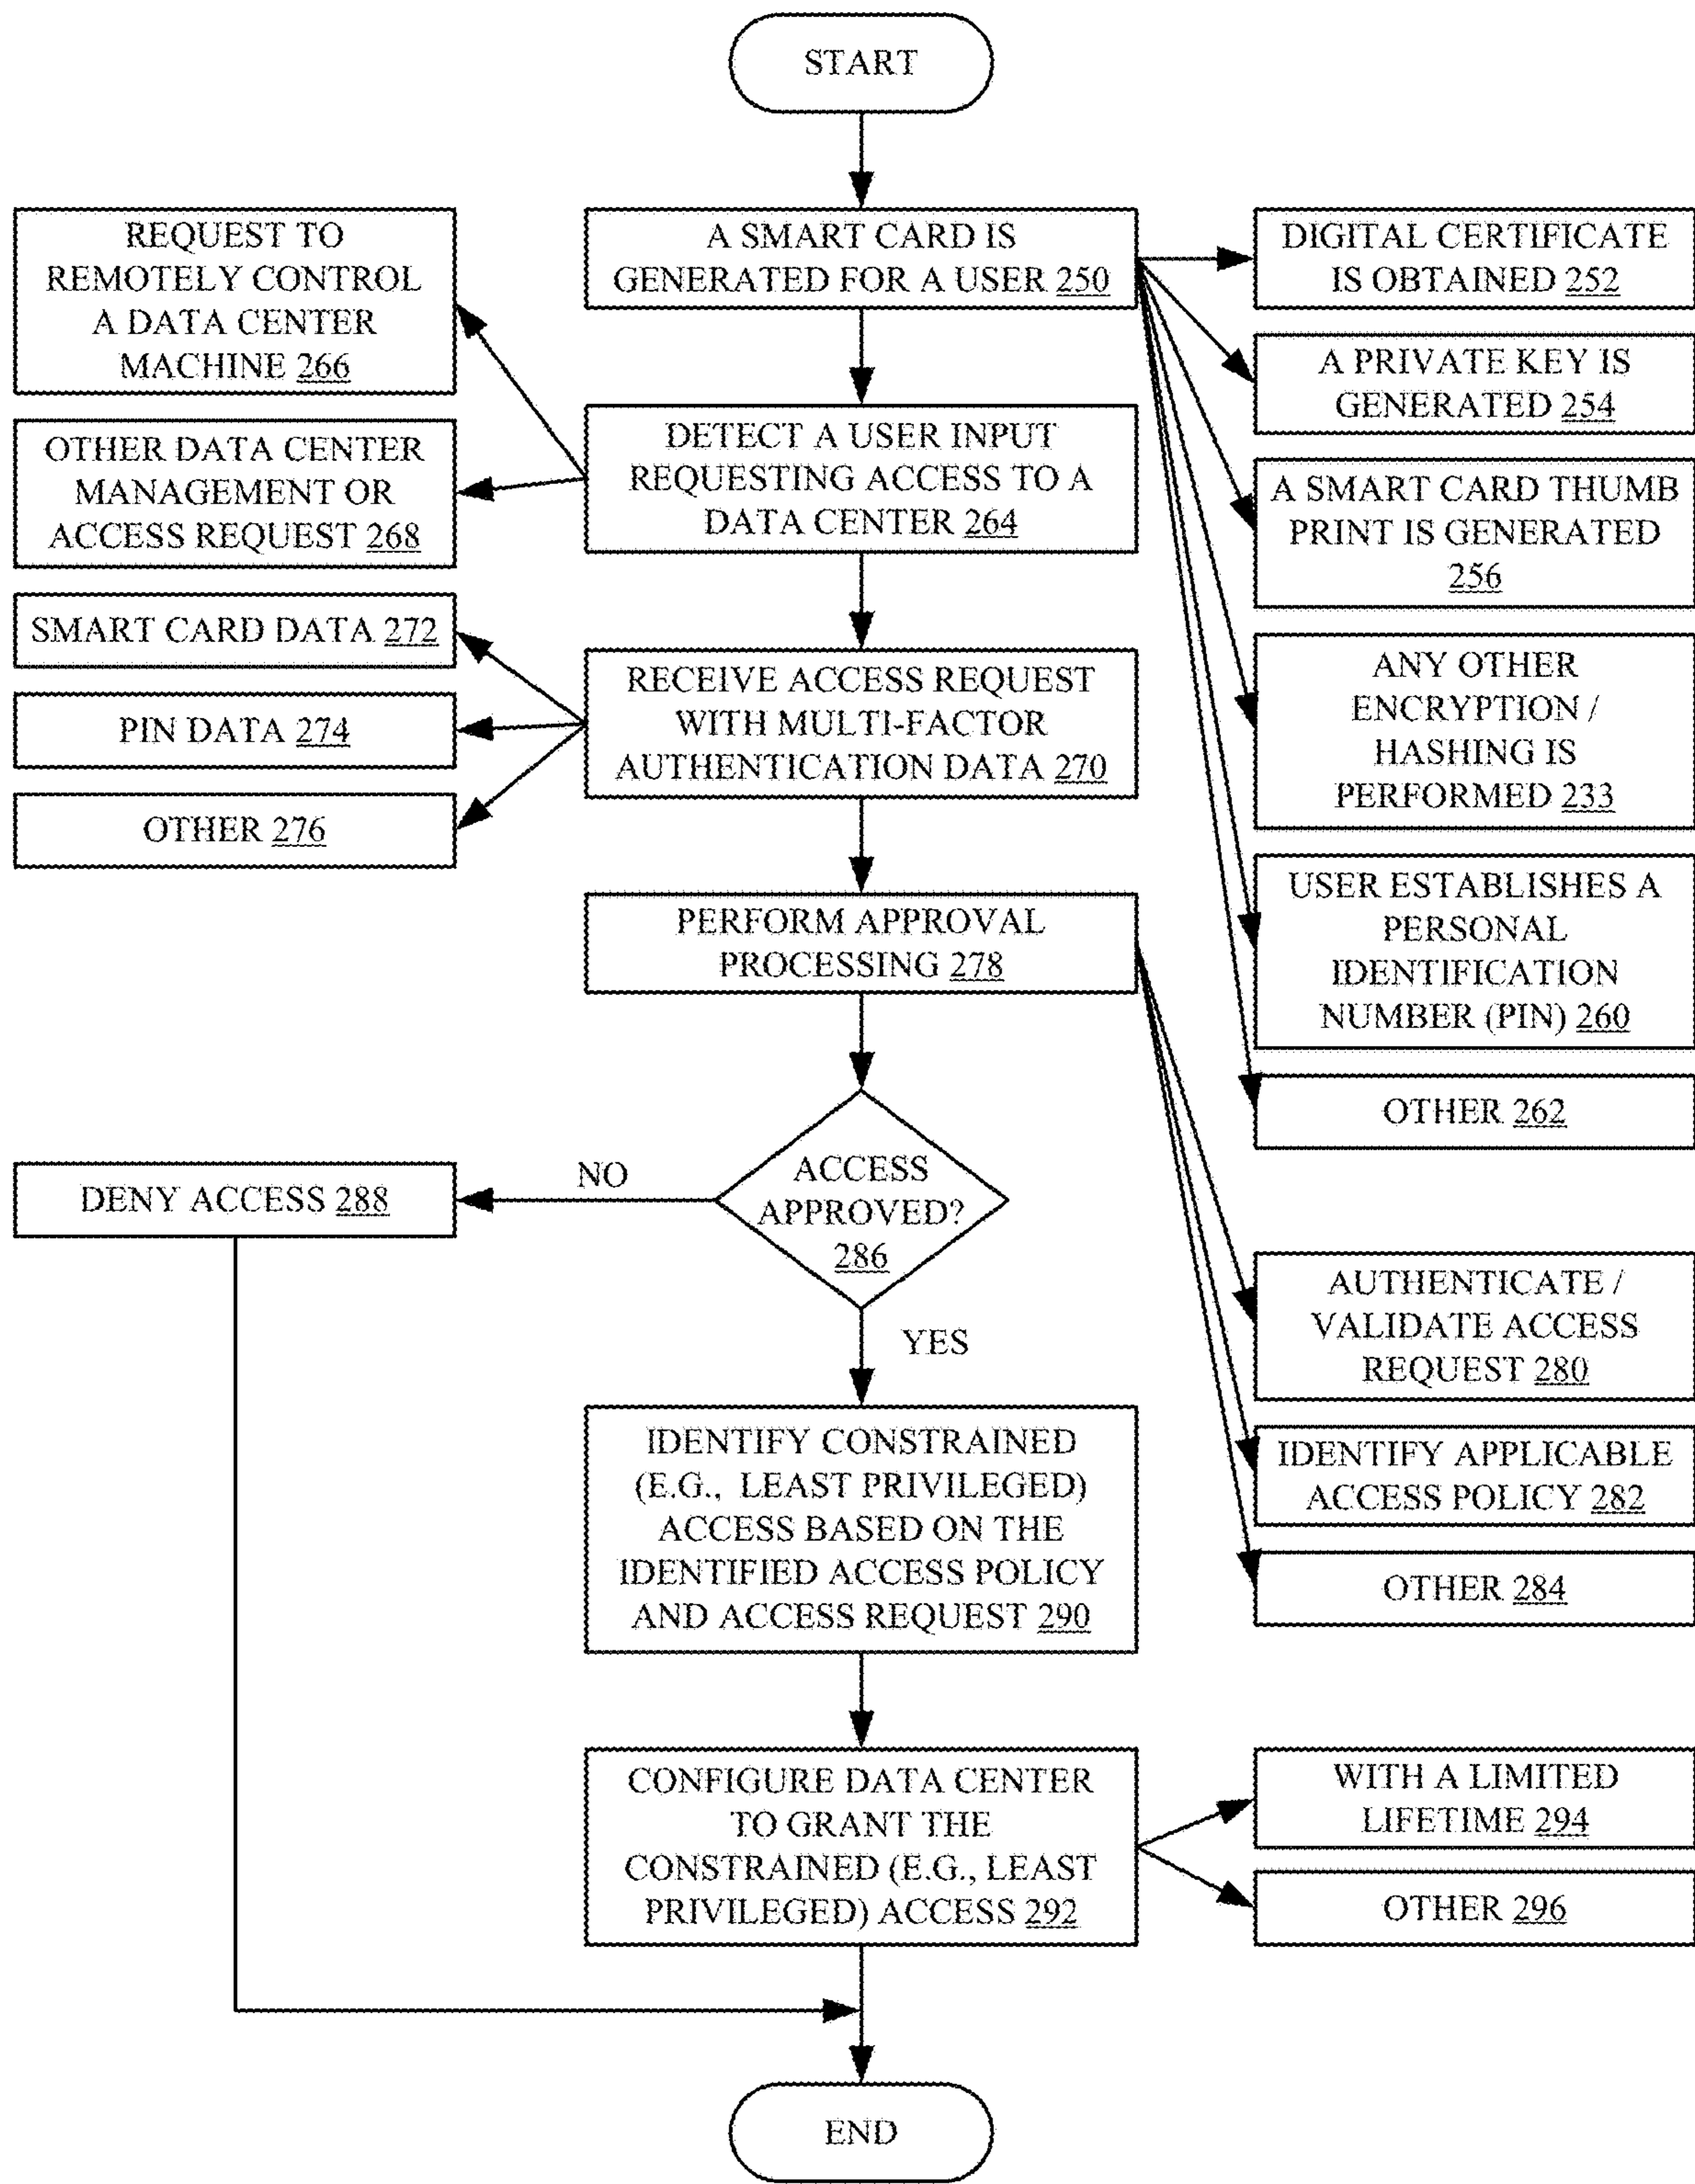 START
A SMART CARD IS
GENERATED FOR A USER 250
DIGITAL CERTIFICATE
IS OBTAINED 252
A PRIVATE KEY IS
GENERATED 254
A SMART CARD THUMB
PRINT IS GENERATED
256
ANY OTHER
ENCRYPTION /
HASHING IS
PERFORMED 233
USER ESTABLISHES A
PERSONAL
IDENTIFICATION
NUMBER (PIN) 260
OTHER 262
DETECT A USER INPUT
REQUESTING ACCESS TO A
DATA CENTER 264
REQUEST TO
REMOTELY CONTROL
A DATA CENTER
MACHINE 266
OTHER DATA CENTER
MANAGEMENT OR
ACCESS REQUEST 268
RECEIVE ACCESS REQUEST
WITH MULTI-FACTOR
AUTHENTICATION DATA 270
SMART CARD DATA 272
PIN DATA 274
OTHER 276
PERFORM APPROVAL
PROCESSING 278
AUTHENTICATE /
VALIDATE ACCESS
REQUEST 280
IDENTIFY APPLICABLE
ACCESS POLICY 282
OTHER 284
ACCESS
APPROVED?
286
NO
DENY ACCESS 288
YES
IDENTIFY CONSTRAINED
(E.G., LEAST PRIVILEGED)
ACCESS BASED ON THE
IDENTIFIED ACCESS POLICY
AND ACCESS REQUEST 290
CONFIGURE DATA CENTER
TO GRANT THE
CONSTRAINED (E.G., LEAST
PRIVILEGED) ACCESS 292
WITH A LIMITED
LIFETIME 294
OTHER 296
END